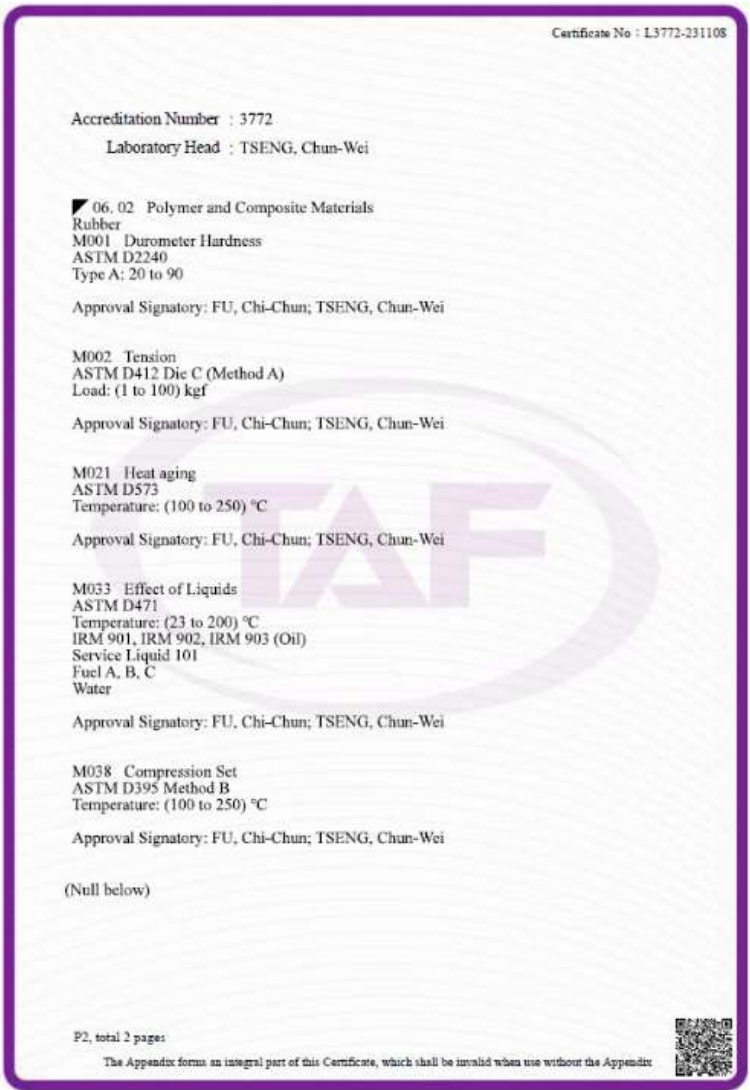 Certificate No : L3772-231108
Accreditation Number : 3772
Laboratory Head : TSENG, Chun-Wei
06. 02 Polymer and Composite Materials
Rubber
M001 Durometer Hardness
ASTM D2240
Type A: 20 to 90
Approval Signatory: FU, Chi-Chun; TSENG, Chun-Wei
M002 Tension
ASTM D412 Die C (Method A)
Load: (1 to 100) kgf
Approval Signatory: FU, Chi-Chun; TSENG, Chun-Wei
M021 Heat aging
ASTM D573
Temperature: (100 to 250) ℃
Approval Signatory: FU, Chi-Chun; TSENG, Chun-Wei
TAF
M033 Effect of Liquids
ASTM D471
Temperature: (23 to 200) ℃
IRM 901, IRM 902, IRM 903 (Oil)
Service Liquid 101
Fuel A, B, C
Water
Approval Signatory: FU, Chi-Chun; TSENG, Chun-Wei
M038 Compression Set
ASTM D395 Method B
Temperature: (100 to 250) ℃
Approval Signatory: FU, Chi-Chun; TSENG, Chun-Wei
(Null below)
P2, total 2 pages
The Appendix forms an integral part of this Certificate, which shall be invalid when use without the Appendix